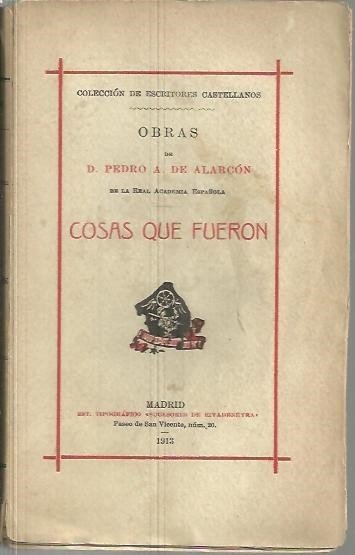 COLECCIÓN DE ESCRITORES CASTELLANOS
OBRAS
DE
D. PEDRO A. DE ALARCÓN
DE LA REAL ACADEMIA ESPAÑOLA
COSAS QUE FUERON
MADRID
EST. TIPOGRÁFICO «SUCESORES DE RIVADENEYRA»
Paseo de San Vicente, núm. 20.
1913